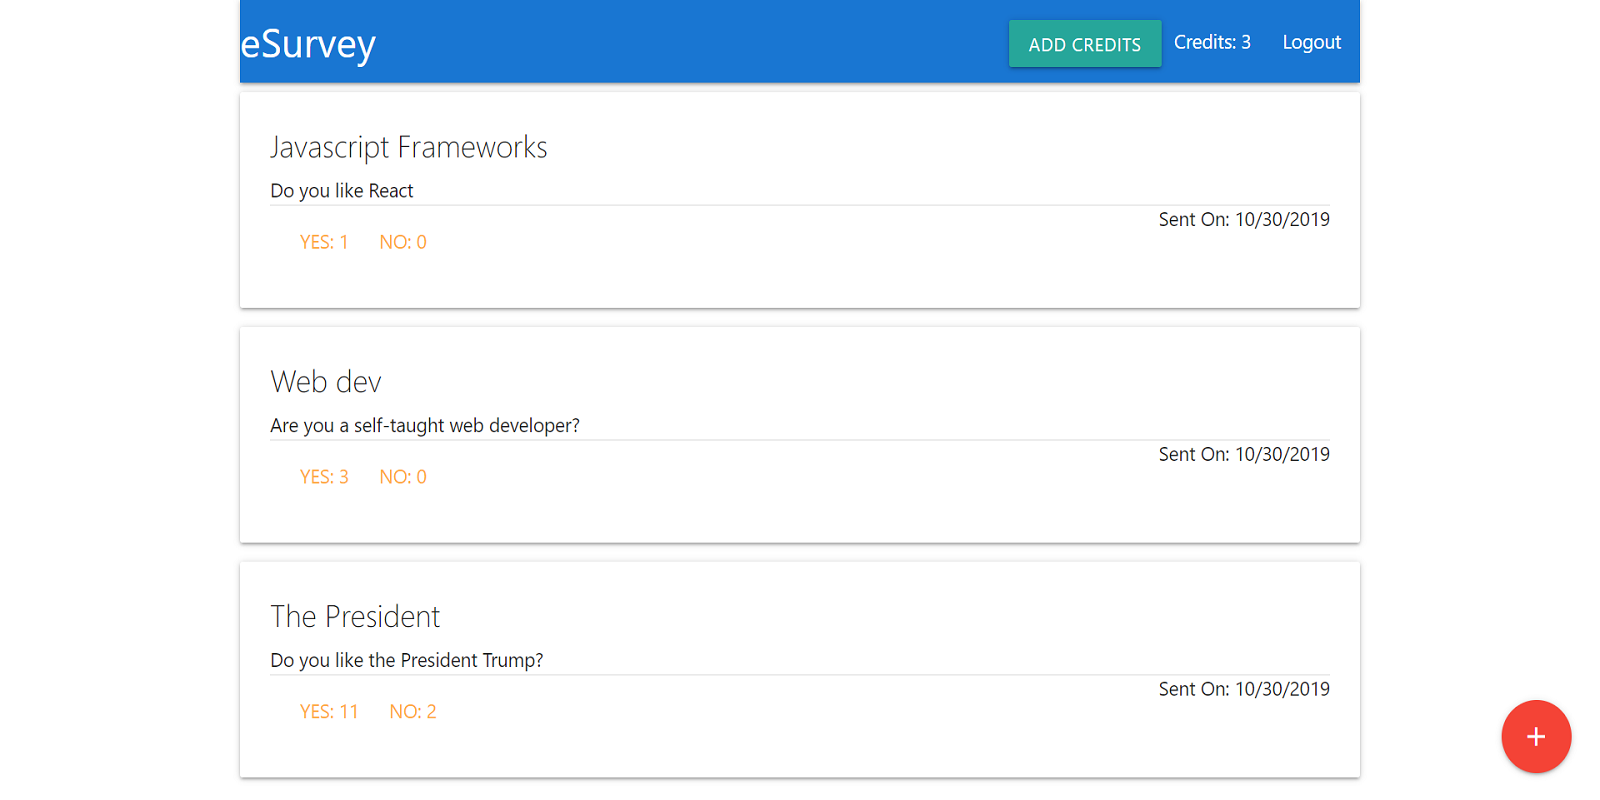 eSurvey
ADD CREDITS Credits: 3 Logout
Javascript Frameworks
Do you like React
Sent On: 10/30/2019
YES: 1 NO: 0
Web dev
Are you a self-taught web developer?
Sent On: 10/30/2019
YES: 3 NO: 0
The President
Do you like the President Trump?
Sent On: 10/30/2019
YES: 11 NO: 2
+